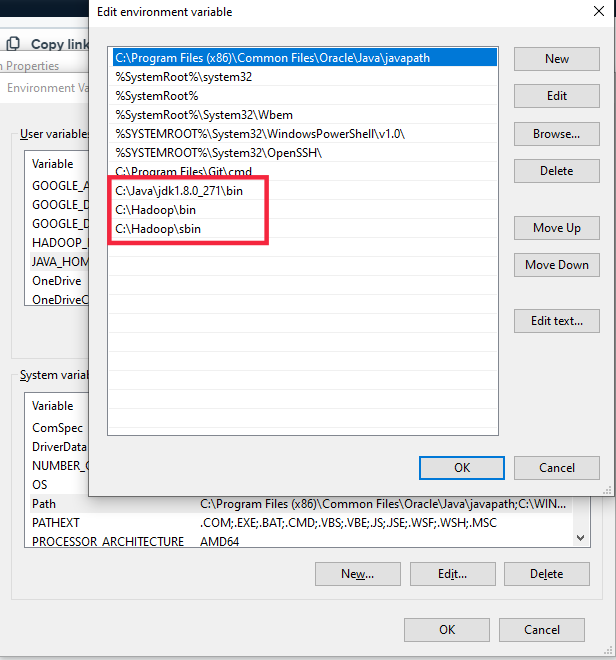 Edit environment variable
Copy link
n Properties
Environment Va
User variable
Variable
GOOGLE_A
GOOGLE_D
GOOGLE_D
HADOOP_
JAVA_HOM
OneDrive
OneDriveC
C:\Program Files (x86)\Common Files\Oracle\Java\javapath
%SystemRoot%\system32
%SystemRoot%
%SystemRoot%\System32\Wbem
%SYSTEMROOT%\System32\WindowsPowerShell\v1.0\
%SYSTEMROOT%\System32\OpenSSH\
C:\Program Files\Git\cmd
C:\Java\jdk1.8.0_271\bin
C:\Hadoop\bin
C:\Hadoop\sbin
New
Edit
Browse...
Delete
Move Up
Move Down
Edit text...
OK
Cancel
System variab
Variable
ComSpec
DriverData
NUMBER_O
OS
Path C:\Program Files (x86)\Common Files\Oracle\Java\javapath;C:\WIN...
PATHEXT .COM;.EXE;.BAT;.CMD;.VBS;.VBE;.JS;.JSE;.WSF;.WSH;.MSC
PROCESSOR_ARCHITECTURE AMD64
New...
Edit...
Delete
OK
Cancel